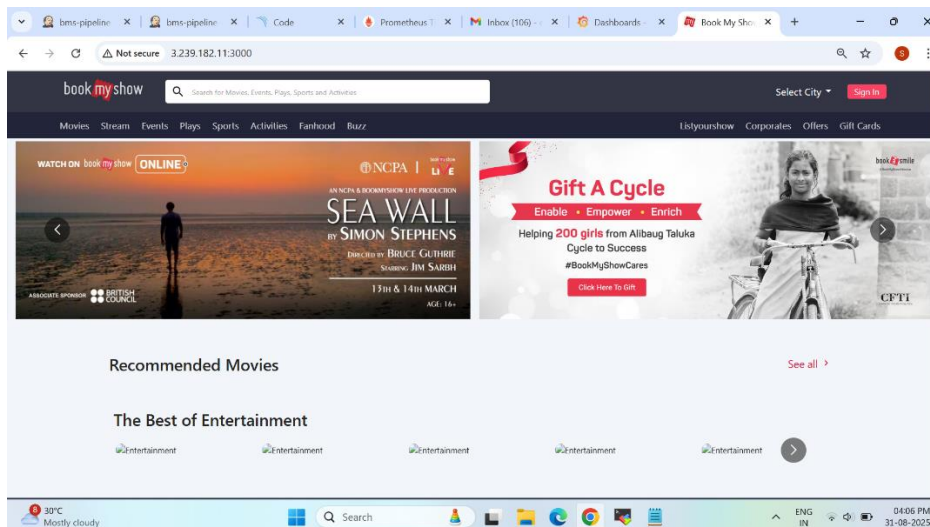 bms-pipeline
bms-pipeline
Code
Prometheus
Inbox (106) -
Dashboards -
Book My Sho
Not secure
3.239.182.11:3000
S
book my show
Search for Movies, Events, Plays, Sports and Activities
Select City
Sign In
Movies Stream Events Plays Sports Activities Fanhood Buzz
Listyourshow Corporates Offers Gift Cards
WATCH ON book my show ONLINE
NCPA
LIVE
AN NCPA & BOOKMYSHOW LIVE PRODUCTION
SEA WALL
BY SIMON STEPHENS
DIRECTED BY BRUCE GUTHRIE
STARRING JIM SARBH
13TH & 14TH MARCH
AGE: 16+
ASSOCIATE SPONSOR
BRITISH
COUNCIL
Gift A Cycle
Enable • Empower • Enrich
Helping 200 girls from Alibaug Taluka
Cycle to Success
#BookMyShowCares
Click Here To Gift
book smile
CFTI
Recommended Movies
See all
The Best of Entertainment
Entertainment
Entertainment
Entertainment
Entertainment
Entertainment
8
30°C
Mostly cloudy
Search
ENG
IN
04:06 PM
31-08-2025